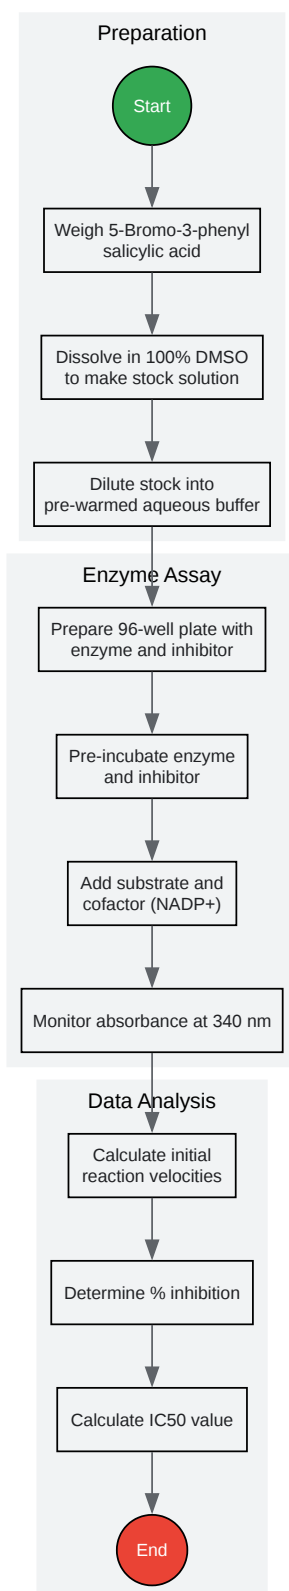 Preparation
Start
Weigh 5-Bromo-3-phenyl
salicylic acid
Dissolve in 100% DMSO
to make stock solution
Dilute stock into
pre-warmed aqueous buffer
Enzyme Assay
Prepare 96-well plate with
enzyme and inhibitor
Pre-incubate enzyme
and inhibitor
Add substrate and
cofactor (NADP+)
Monitor absorbance at 340 nm
Data Analysis
Calculate initial
reaction velocities
Determine % inhibition
Calculate IC50 value
End